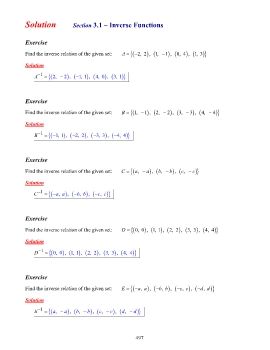 Solution Section 3.1 – Inverse Functions
Exercise
Find the inverse relation of the given set: A = {(−2, 2), (1, −1), (0, 4), (1, 3)}
Solution
A⁻¹ = {(2, −2), (−1, 1), (4, 0), (3, 1)}
Exercise
Find the inverse relation of the given set: B = {(1, −1), (2, −2), (3, −3), (4, −4)}
Solution
B⁻¹ = {(−1, 1), (−2, 2), (−3, 3), (−4, 4)}
Exercise
Find the inverse relation of the given set: C = {(a, −a), (b, −b), (c, −c)}
Solution
C⁻¹ = {(−a, a), (−b, b), (−c, c)}
Exercise
Find the inverse relation of the given set: D = {(0, 0), (1, 1), (2, 2), (3, 3), (4, 4)}
Solution
D⁻¹ = {(0, 0), (1, 1), (2, 2), (3, 3), (4, 4)}
Exercise
Find the inverse relation of the given set: E = {(−a, a), (−b, b), (−c, c), (−d, d)}
Solution
E⁻¹ = {(a, −a), (b, −b), (c, −c), (d, −d)}